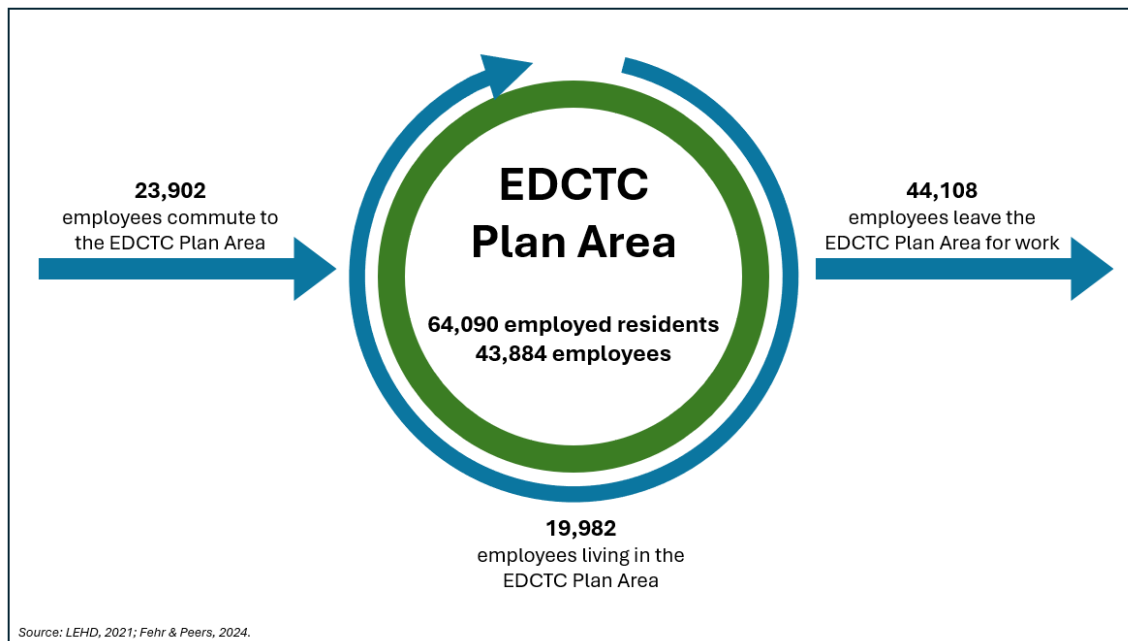 EDCTC
Plan Area
64,090 employed residents
43,884 employees
23,902
employees commute to
the EDCTC Plan Area
44,108
employees leave the
EDCTC Plan Area for work
19,982
employees living in the
EDCTC Plan Area
Source: LEHD, 2021; Fehr & Peers, 2024.